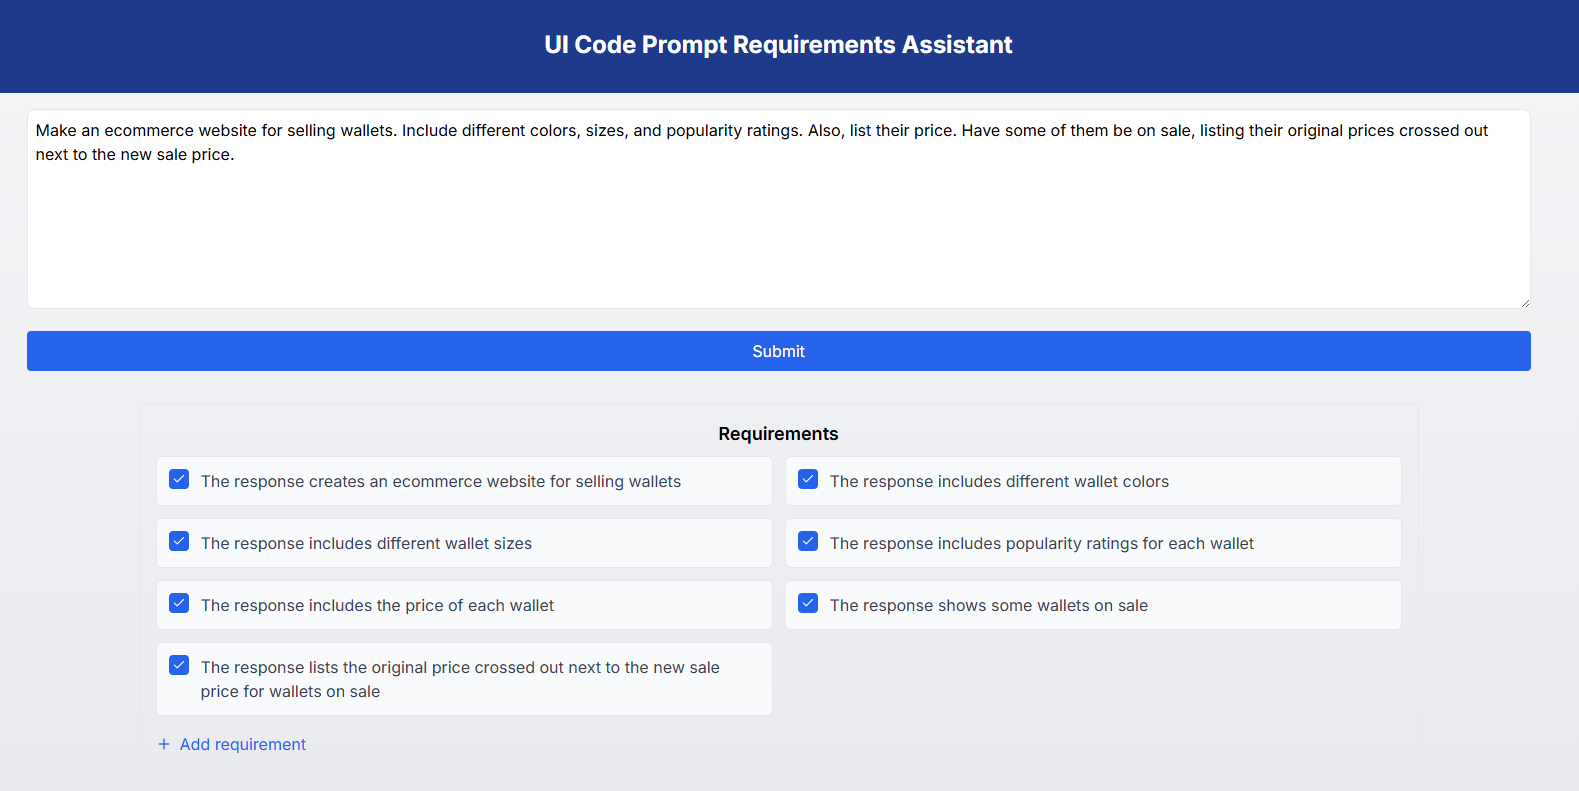 UI Code Prompt Requirements Assistant
Make an ecommerce website for selling wallets. Include different colors, sizes, and popularity ratings. Also, list their price. Have some of them be on sale, listing their original prices crossed out
next to the new sale price.
Submit
Requirements
The response creates an ecommerce website for selling wallets
The response includes different wallet colors
The response includes different wallet sizes
The response includes popularity ratings for each wallet
The response includes the price of each wallet
The response shows some wallets on sale
The response lists the original price crossed out next to the new sale
price for wallets on sale
+ Add requirement